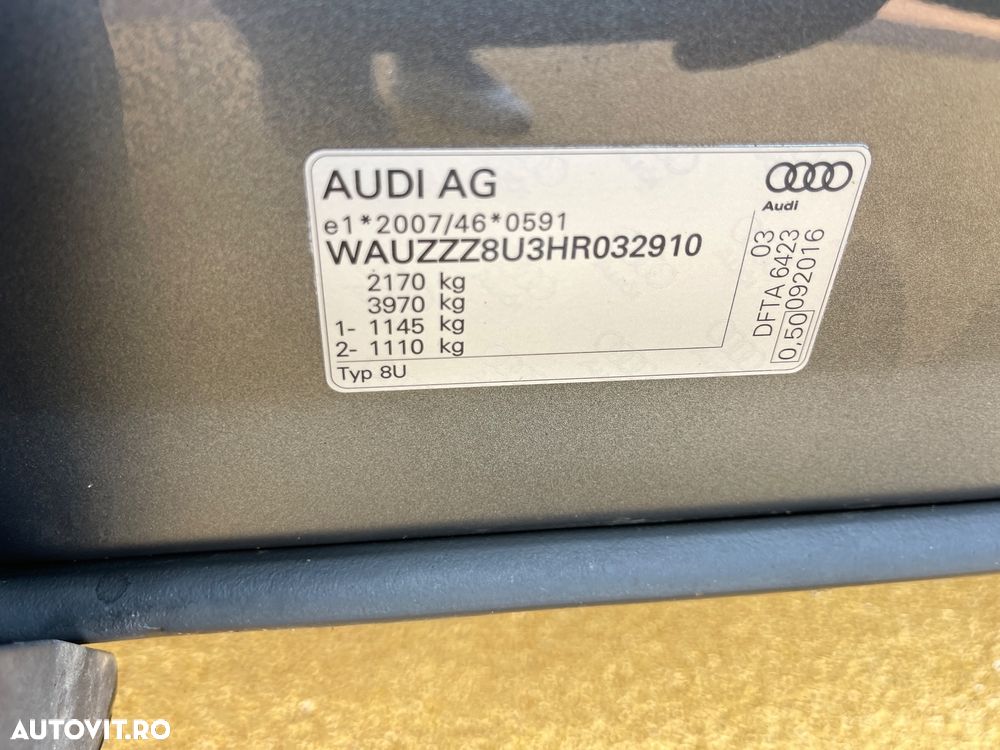 AUDI AG
e1*2007/46*0591
WAUZZZ8U3HR032910
2170 kg
3970 kg
1- 1145 kg
2- 1110 kg
Typ 8U
Audi
03
DFTA 6423
0,50 092016
AUTOVIT.RO